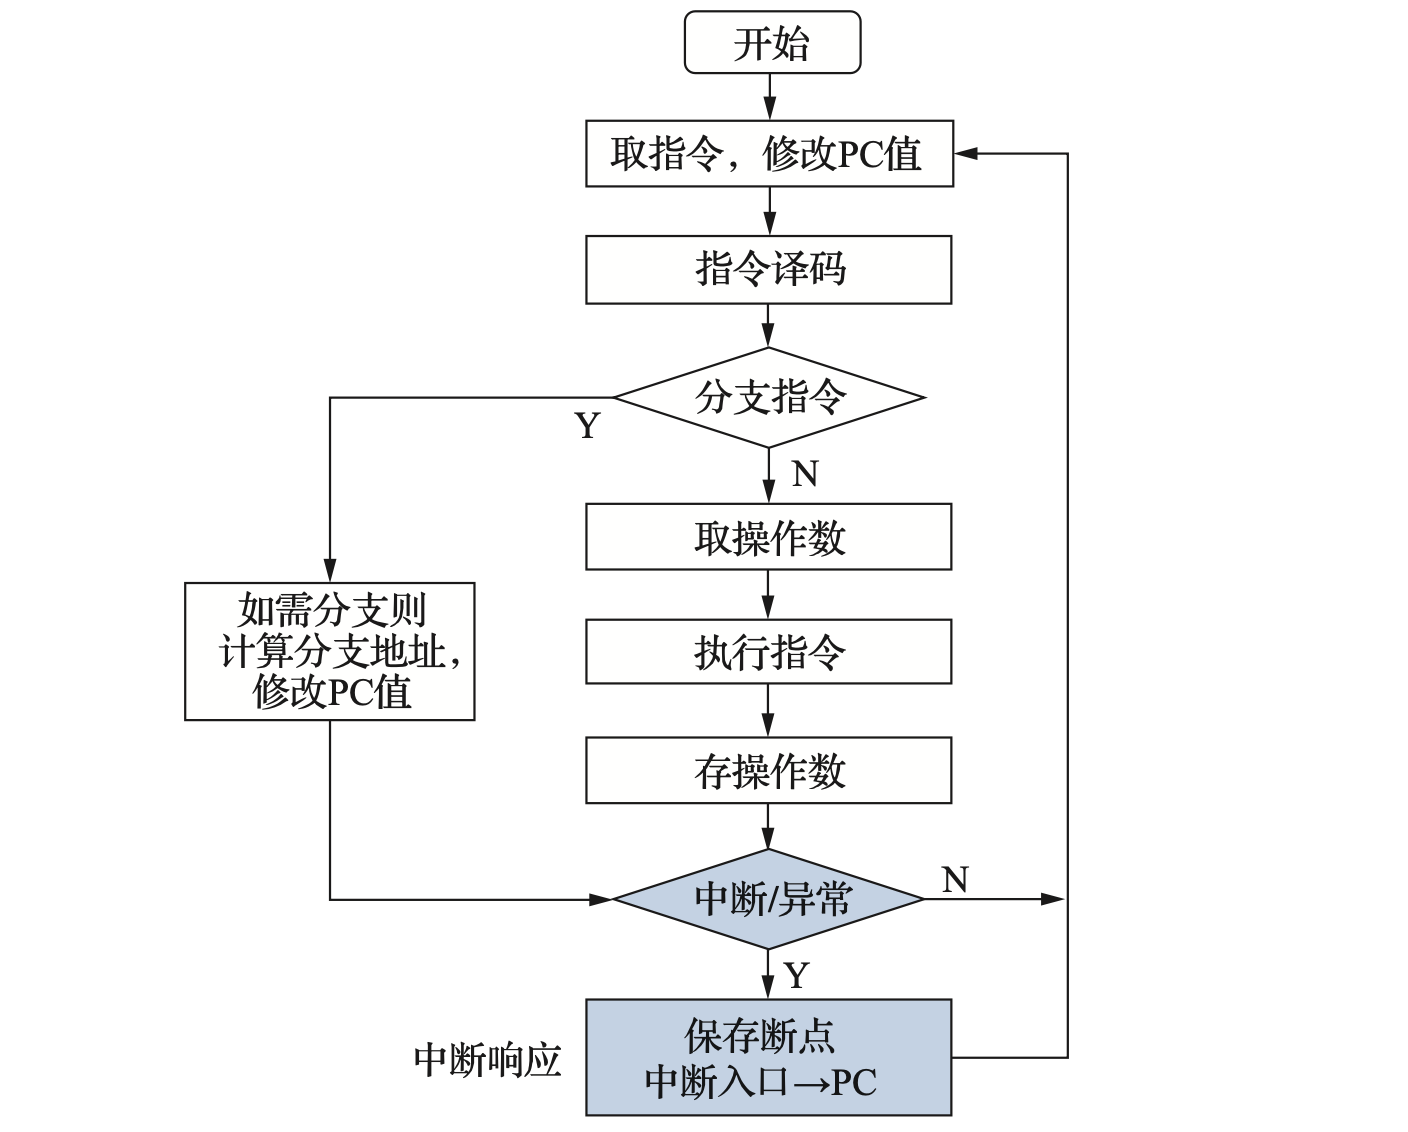 开始
取指令，修改PC值
指令译码
分支指令
Y
N
取操作数
执行指令
存操作数
如需分支则
计算分支地址，
修改PC值
中断/异常
N
Y
中断响应
保存断点
中断入口→PC